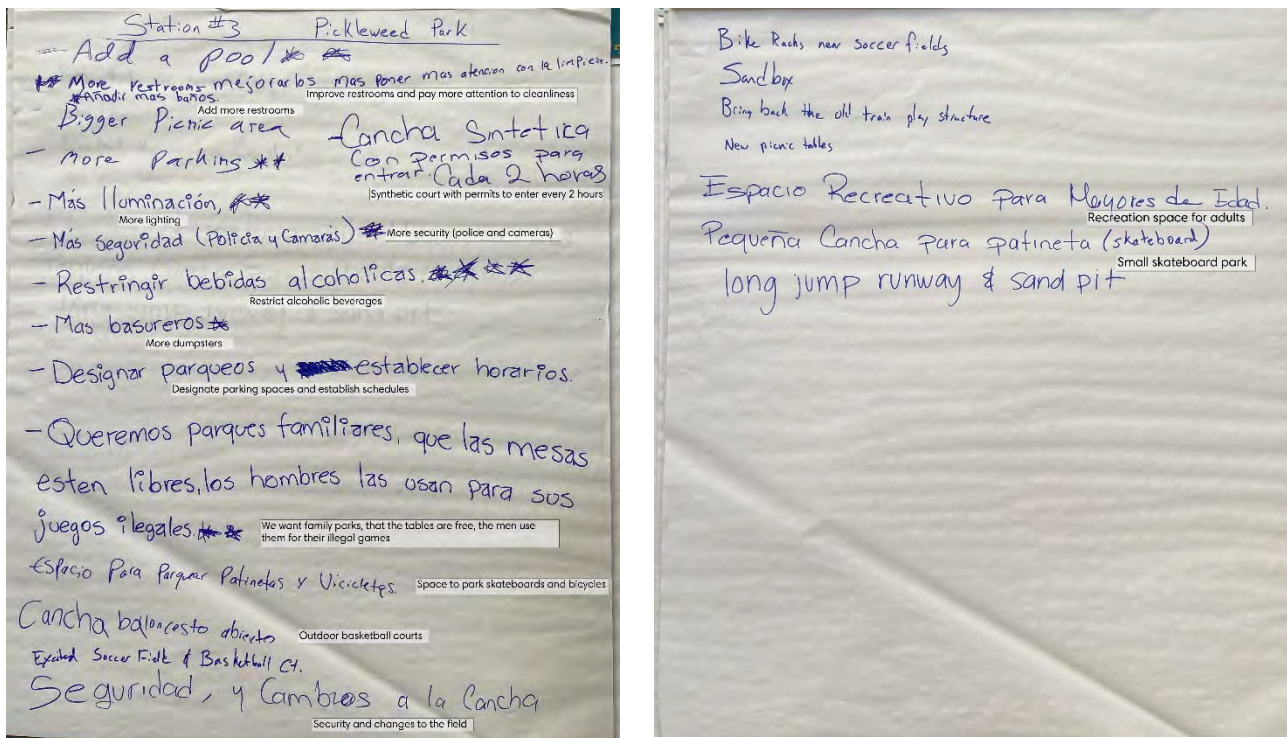 Station #3 Pickleweed Park
- Add a pool * *
** More restrooms mejorarlos mas poner mas atencion con la limpieza.
Improve restrooms and pay more attention to cleanliness
* Añadir mas baños.
Add more restrooms
Bigger Picnic area
- More Parking **
- Cancha Sintetica
Con permisos para
entrar. Cada 2 horas
Synthetic court with permits to enter every 2 hours
- Más Iluminación, **
More lighting
- Más Seguridad (Policia y Camaras) *
More security (police and cameras)
- Restringir bebidas alcoholicas. ****
Restrict alcoholic beverages
- Mas basureros *
More dumpsters
- Designar parqueos y establecer horarios.
Designate parking spaces and establish schedules
- Queremos parques familiares, que las mesas
esten libres, los hombres las usan para sus
juegos ilegales. **
We want family parks, that the tables are free, the men use
them for their illegal games
- Espacio Para Parquear Patinetas y Vicicletas.
Space to park skateboards and bicycles
Cancha baloncesto abierto
Outdoor basketball courts
Excited Soccer Field & Basketball Ct.
Seguridad, y Cambios a la Cancha
Security and changes to the field
Bike Racks new soccer fields
Sandbox
Bring back the old train play structure
New picnic tables
Espacio Recreativo Para Mayores de Edad.
Recreation space for adults
Pequeña Cancha para patineta (skateboard)
Small skateboard park
long jump runway & sand pit